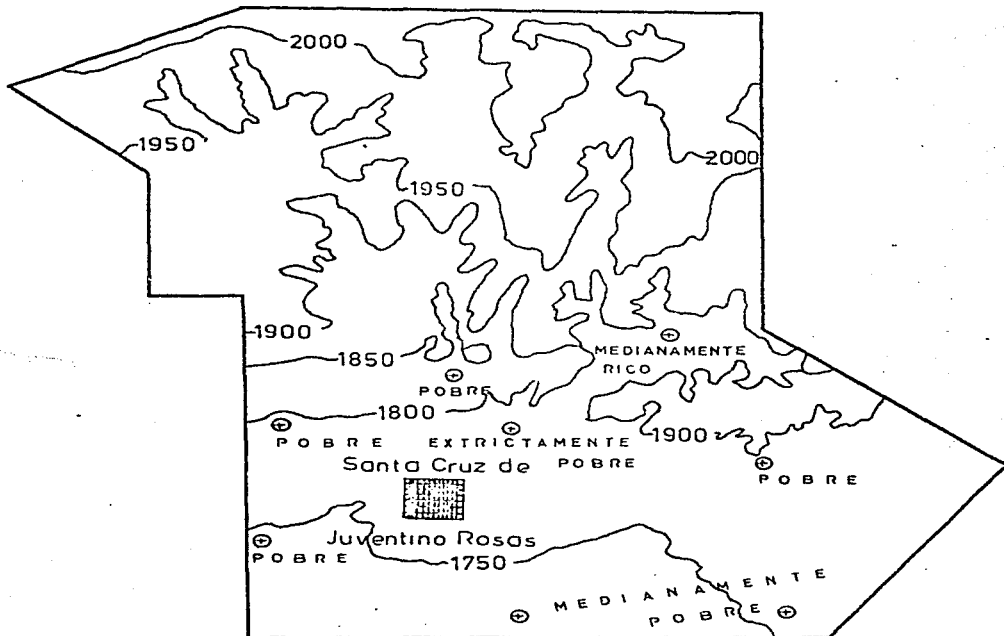 2000
1950
2000
1950
1900
1850
MEDIANAMENTE
RICO
POBRE
1800
POBRE
EXTRICTAMENTE
POBRE
1900
Santa Cruz de
Juventino Rosas
POBRE
POBRE
1750
MEDIANAMENTE
POBRE